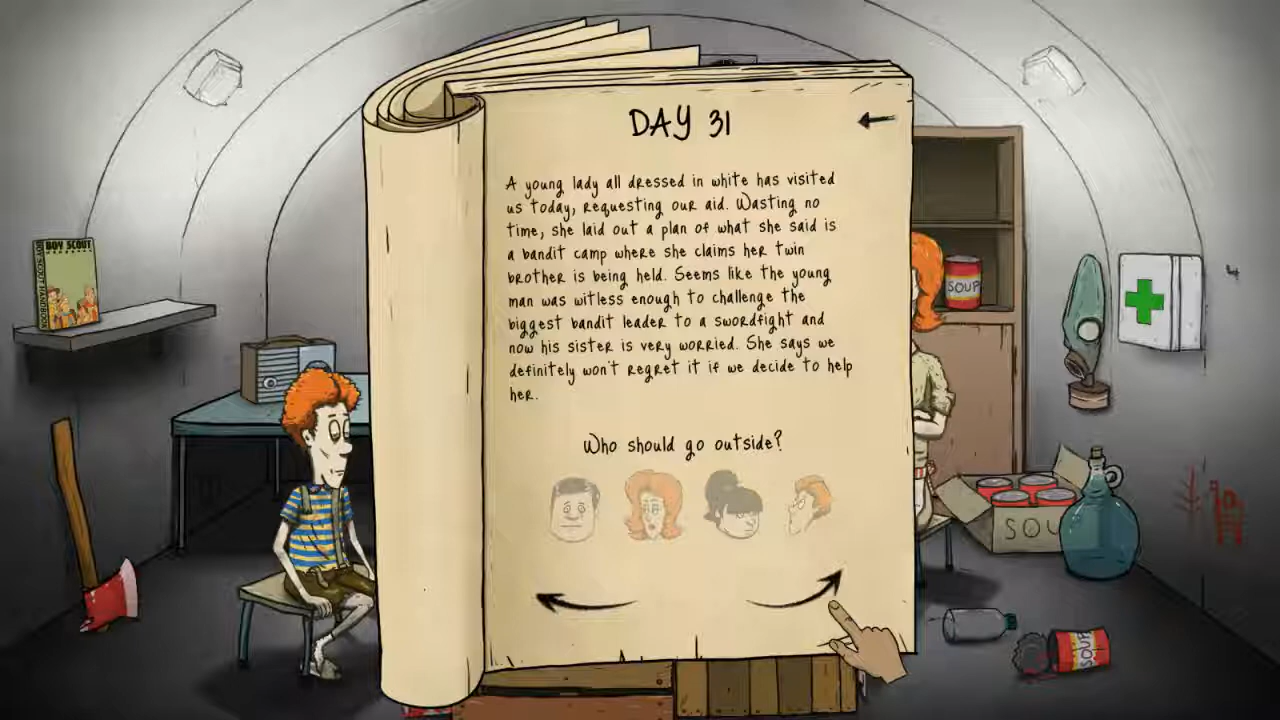 DAY 31
A young lady all dressed in white has visited
us today, requesting our aid. Wasting no
time, she laid out a plan of what she said is
a bandit camp where she claims her twin
brother is being held. Seems like the young
man was witless enough to challenge the
biggest bandit leader to a swordfight and
now his sister is very worried. She says we
definitely won't regret it if we decide to help
her.
Who should go outside?
BOY SCOUT
BOY SCOUT HANDBOOK
SOUP
SOU
SOUP